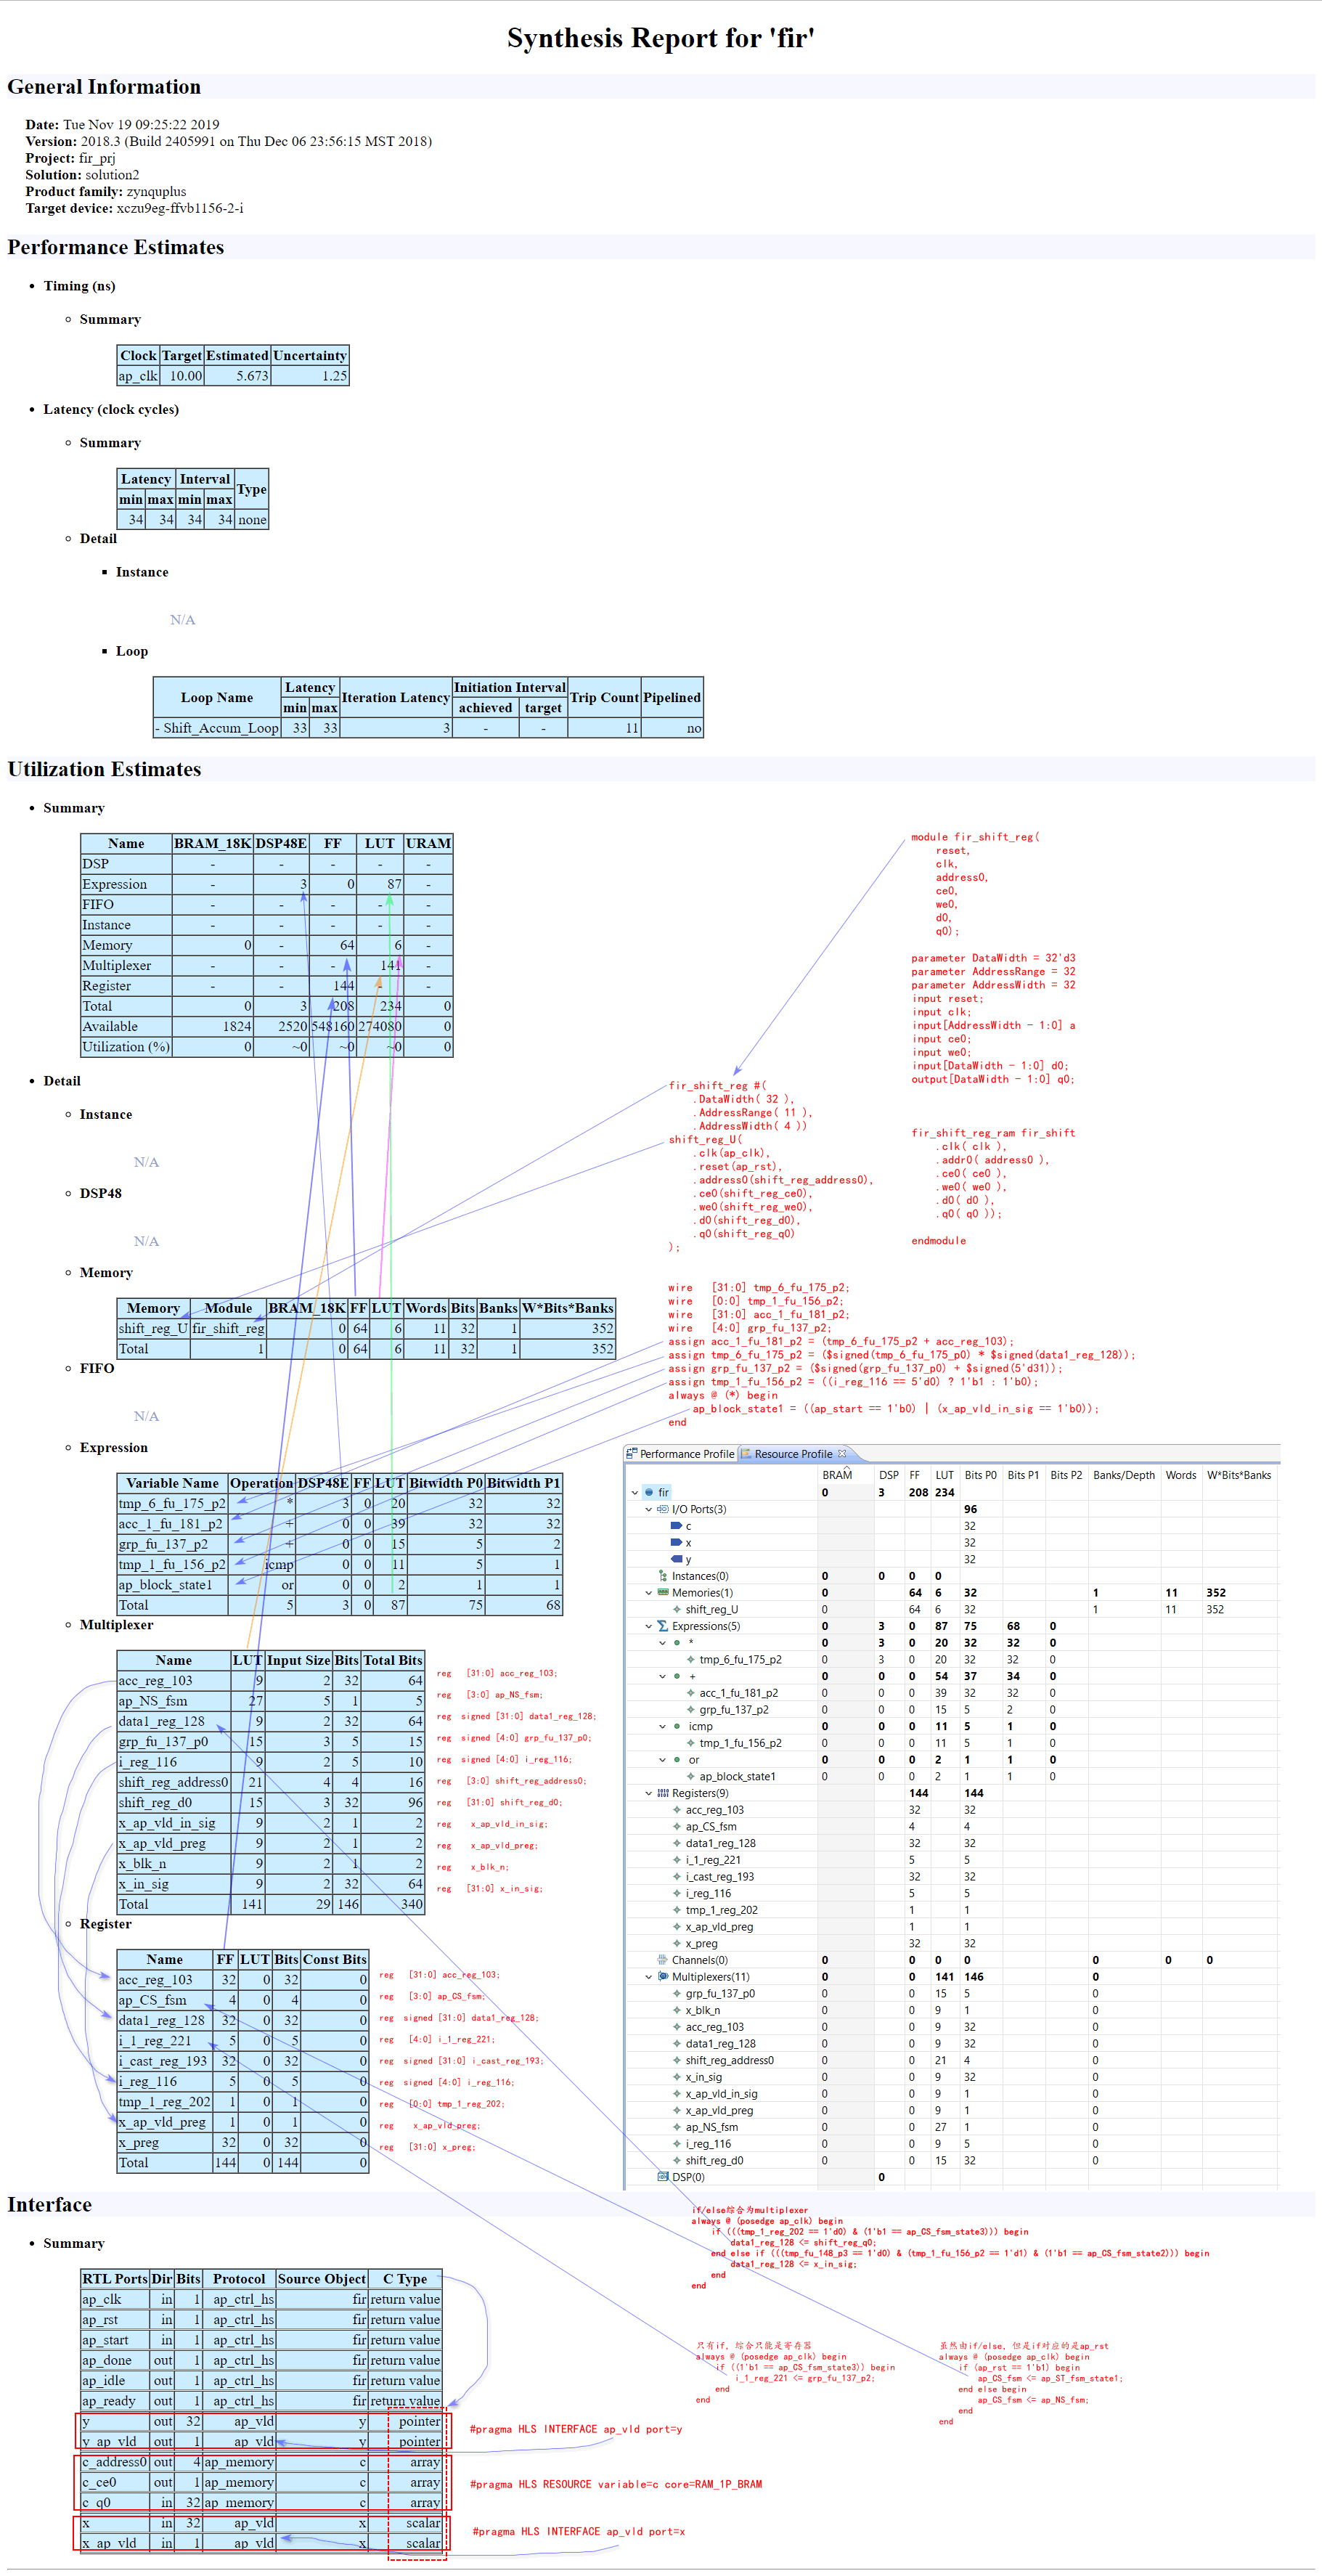 Synthesis Report for 'fir'
General Information
Date: Tue Nov 19 09:25:22 2019
Version: 2018.3 (Build 2405991 on Thu Dec 06 23:56:15 MST 2018)
Project: fir_prj
Solution: solution2
Product family: zynquplus
Target device: xczu9eg-ffvb1156-2-i
Performance Estimates
Timing (ns)
Summary
Clock Target Estimated Uncertainty
ap_clk 10.00 5.673 1.25
Latency (clock cycles)
Summary
Latency Interval Type
min max min max
34 34 34 34 none
Detail
Instance
N/A
Loop
Loop Name Latency Iteration Latency Initiation Interval Trip Count Pipelined
min max achieved target
- Shift_Accum_Loop 33 33 3 - - 11 no
Utilization Estimates
Summary
Name BRAM_18K DSP48E FF LUT URAM
DSP - - - - -
Expression - 3 0 87 -
FIFO - - - - -
Instance - - - - -
Memory 0 - 64 6 -
Multiplexer - - - 141 -
Register - - 144 - -
Total 0 3 208 234 0
Available 1824 2520 548160 274080 0
Utilization (%) 0 ~0 ~0 ~0 0
module fir_shift_reg(
reset,
clk,
address0,
ce0,
we0,
d0,
q0);
parameter DataWidth = 32'd3
parameter AddressRange = 32
parameter AddressWidth = 32
input reset;
input clk;
input[AddressWidth - 1:0] a
input ce0;
input we0;
input[DataWidth - 1:0] d0;
output[DataWidth - 1:0] q0;
fir_shift_reg_ram fir_shift
.clk( clk ),
.addr0( address0 ),
.ce0( ce0 ),
.we0( we0 ),
.d0( d0 ),
.q0( q0 ));
endmodule
fir_shift_reg #(
.DataWidth( 32 ),
.AddressRange( 11 ),
.AddressWidth( 4 ))
shift_reg_U(
.clk(ap_clk),
.reset(ap_rst),
.address0(shift_reg_address0),
.ce0(shift_reg_ce0),
.we0(shift_reg_we0),
.d0(shift_reg_d0),
.q0(shift_reg_q0)
);
Detail
Instance
N/A
DSP48
N/A
Memory
Memory Module BRAM_18K FF LUT Words Bits Banks W*Bits*Banks
shift_reg_U fir_shift_reg 0 64 6 11 32 1 352
Total 1 0 64 6 11 32 1 352
FIFO
N/A
wire [31:0] tmp_6_fu_175_p2;
wire [0:0] tmp_1_fu_156_p2;
wire [31:0] acc_1_fu_181_p2;
wire [4:0] grp_fu_137_p2;
assign acc_1_fu_181_p2 = (tmp_6_fu_175_p2 + acc_reg_103);
assign tmp_6_fu_175_p2 = ($signed(tmp_6_fu_175_p0) * $signed(data1_reg_128));
assign grp_fu_137_p2 = ($signed(grp_fu_137_p0) + $signed(5'd31));
assign tmp_1_fu_156_p2 = ((i_reg_116 == 5'd0) ? 1'b1 : 1'b0);
always @ (*) begin
ap_block_state1 = ((ap_start == 1'b0) | (x_ap_vld_in_sig == 1'b0));
end
Expression
Variable Name Operation DSP48E FF LUT Bitwidth P0 Bitwidth P1
tmp_6_fu_175_p2 * 3 0 20 32 32
acc_1_fu_181_p2 + 0 0 39 32 32
grp_fu_137_p2 + 0 0 15 5 2
tmp_1_fu_156_p2 icmp 0 0 11 5 1
ap_block_state1 or 0 0 2 1 1
Total 5 3 0 87 75 68
Multiplexer
Name LUT Input Size Bits Total Bits
acc_reg_103 9 2 32 64
ap_NS_fsm 27 5 1 5
data1_reg_128 9 2 32 64
grp_fu_137_p0 15 3 5 15
i_reg_116 9 2 5 10
shift_reg_address0 21 4 4 16
shift_reg_d0 15 3 32 96
x_ap_vld_in_sig 9 2 1 2
x_ap_vld_preg 9 2 1 2
x_blk_n 9 2 1 2
x_in_sig 9 2 32 64
Total 141 29 146 340
reg [31:0] acc_reg_103;
reg [3:0] ap_NS_fsm;
reg signed [31:0] data1_reg_128;
reg signed [4:0] grp_fu_137_p0;
reg signed [4:0] i_reg_116;
reg [3:0] shift_reg_address0;
reg [31:0] shift_reg_d0;
reg x_ap_vld_in_sig;
reg x_ap_vld_preg;
reg x_blk_n;
reg [31:0] x_in_sig;
Register
Name FF LUT Bits Const Bits
acc_reg_103 32 0 32 0
ap_CS_fsm 4 0 4 0
data1_reg_128 32 0 32 0
i_1_reg_221 5 0 5 0
i_cast_reg_193 32 0 32 0
i_reg_116 5 0 5 0
tmp_1_reg_202 1 0 1 0
x_ap_vld_preg 1 0 1 0
x_preg 32 0 32 0
Total 144 0 144 0
reg [31:0] acc_reg_103;
reg [3:0] ap_CS_fsm;
reg signed [31:0] data1_reg_128;
reg [4:0] i_1_reg_221;
reg signed [31:0] i_cast_reg_193;
reg signed [4:0] i_reg_116;
reg [0:0] tmp_1_reg_202;
reg x_ap_vld_preg;
reg [31:0] x_preg;
Performance Profile Resource Profile
BRAM DSP FF LUT Bits P0 Bits P1 Bits P2 Banks/Depth Words W*Bits*Banks
fir 0 3 208 234
I/O Ports(3) 96
c 32
x 32
y 32
Instances(0) 0 0 0 0
Memories(1) 0 64 6 32 1 11 352
shift_reg_U 0 64 6 32 1 11 352
Expressions(5) 0 3 0 87 75 68 0
* 0 3 0 20 32 32 0
tmp_6_fu_175_p2 0 3 0 20 32 32 0
+ 0 0 0 54 37 34 0
acc_1_fu_181_p2 0 0 0 39 32 32 0
grp_fu_137_p2 0 0 0 15 5 2 0
icmp 0 0 0 11 5 1 0
tmp_1_fu_156_p2 0 0 0 11 5 1 0
or 0 0 0 2 1 1 0
ap_block_state1 0 0 0 2 1 1 0
Registers(9) 144 144
acc_reg_103 32 32
ap_CS_fsm 4 4
data1_reg_128 32 32
i_1_reg_221 5 5
i_cast_reg_193 32 32
i_reg_116 5 5
tmp_1_reg_202 1 1
x_ap_vld_preg 1 1
x_preg 32 32
Channels(0) 0 0 0 0 0 0 0
Multiplexers(11) 0 0 141 146 0
grp_fu_137_p0 0 0 15 5 0
x_blk_n 0 0 9 1 0
acc_reg_103 0 0 9 32 0
data1_reg_128 0 0 9 32 0
shift_reg_address0 0 0 21 4 0
x_in_sig 0 0 9 32 0
x_ap_vld_in_sig 0 0 9 1 0
x_ap_vld_preg 0 0 9 1 0
ap_NS_fsm 0 0 27 1 0
i_reg_116 0 0 9 5 0
shift_reg_d0 0 0 15 32 0
DSP(0) 0
Interface
if/else综合为multiplexer
always @ (posedge ap_clk) begin
if (((tmp_1_reg_202 == 1'd0) & (1'b1 == ap_CS_fsm_state3))) begin
data1_reg_128 <= shift_reg_q0;
end else if (((tmp_fu_148_p3 == 1'd0) & (tmp_1_fu_156_p2 == 1'd1) & (1'b1 == ap_CS_fsm_state2))) begin
data1_reg_128 <= x_in_sig;
end
end
只有if, 综合只能是寄存器
always @ (posedge ap_clk) begin
if ((1'b1 == ap_CS_fsm_state3)) begin
i_1_reg_221 <= grp_fu_137_p2;
end
end
虽然由if/else, 但是if对应的是ap_rst
always @ (posedge ap_clk) begin
if (ap_rst == 1'b1) begin
ap_CS_fsm <= ap_ST_fsm_state1;
end else begin
ap_CS_fsm <= ap_NS_fsm;
end
end
Summary
RTL Ports Dir Bits Protocol Source Object C Type
ap_clk in 1 ap_ctrl_hs fir return value
ap_rst in 1 ap_ctrl_hs fir return value
ap_start in 1 ap_ctrl_hs fir return value
ap_done out 1 ap_ctrl_hs fir return value
ap_idle out 1 ap_ctrl_hs fir return value
ap_ready out 1 ap_ctrl_hs fir return value
y out 32 ap_vld y pointer
y_ap_vld out 1 ap_vld y pointer
c_address0 out 4 ap_memory c array
c_ce0 out 1 ap_memory c array
c_q0 in 32 ap_memory c array
x in 32 ap_vld x scalar
x_ap_vld in 1 ap_vld x scalar
#pragma HLS INTERFACE ap_vld port=y
#pragma HLS RESOURCE variable=c core=RAM_1P_BRAM
#pragma HLS INTERFACE ap_vld port=x